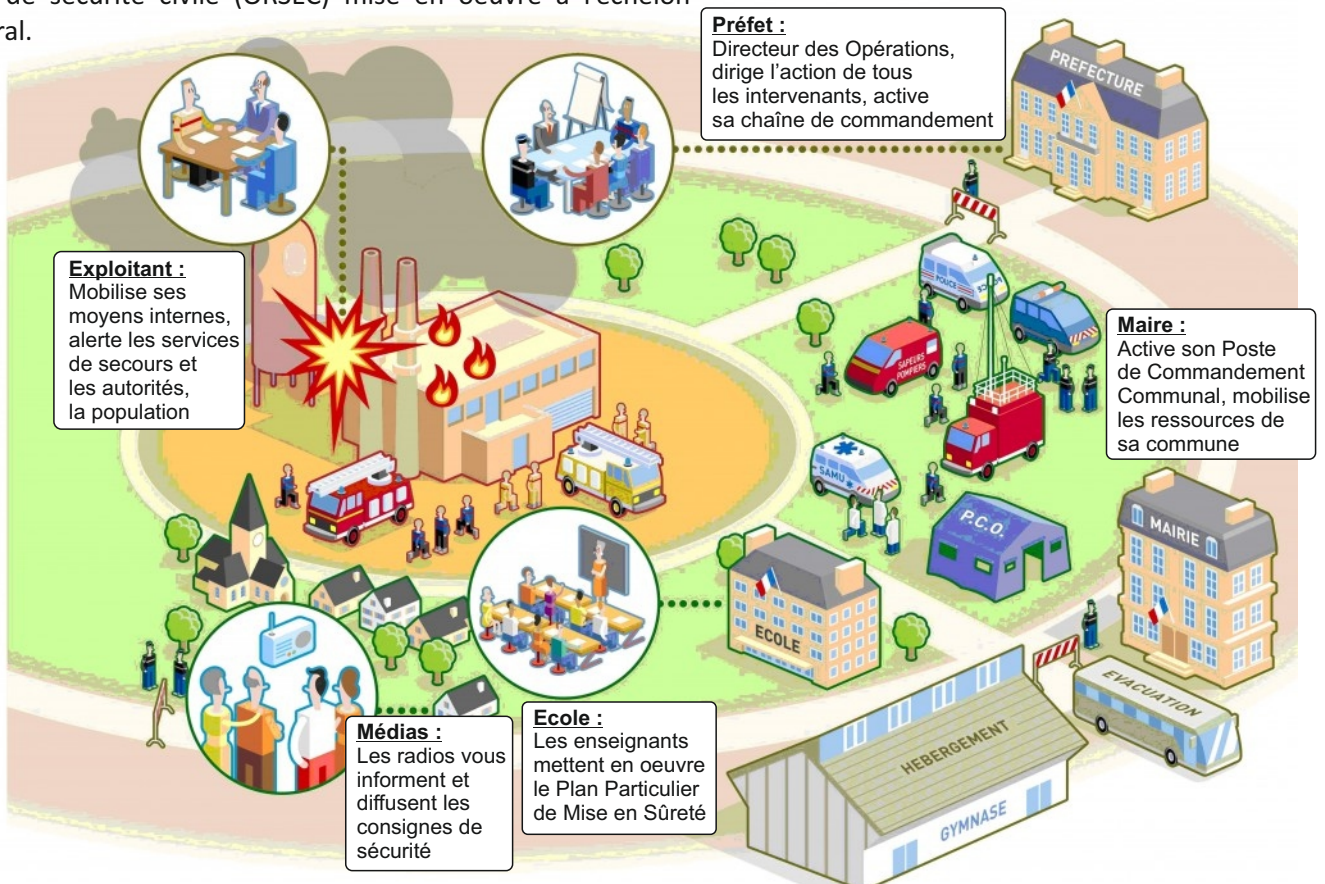 de sécurité civile (ORSEC) mise en oeuvre à l'échelon
ral.
Préfet :
Directeur des Opérations,
dirige l'action de tous
les intervenants, active
sa chaîne de commandement
PREFECTURE
Exploitant :
Mobilise ses
moyens internes,
alerte les services
de secours et
les autorités,
la population
POLICE
POLICE
SAPEURS
POMPIERS
Maire :
Active son Poste
de Commandement
Communal, mobilise
les ressources de
sa commune
SAMU
P.C.O.
MAIRIE
ECOLE
EVACUATION
HEBERGEMENT
GYMNASE
Médias :
Les radios vous
informent et
diffusent les
consignes de
sécurité
Ecole :
Les enseignants
mettent en oeuvre
le Plan Particulier
de Mise en Sûreté